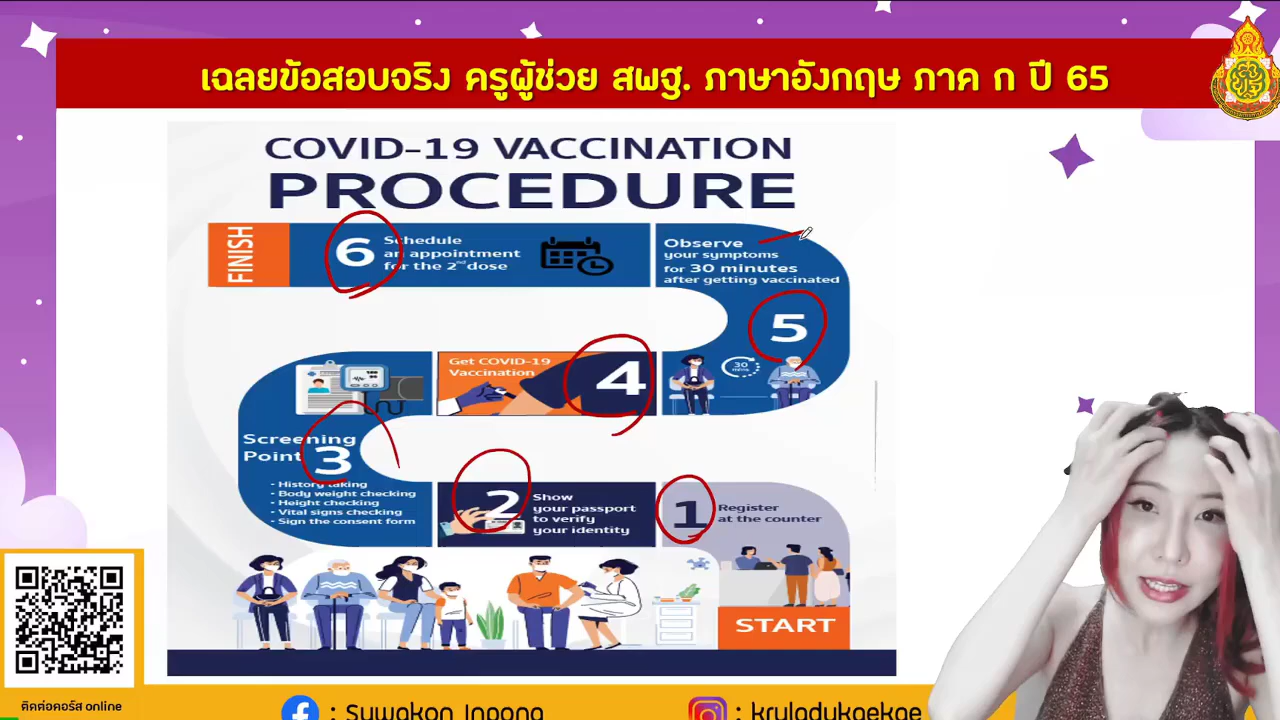 เฉลยข้อสอบจริง ครูผู้ช่วย สพฐ. ภาษาอังกฤษ ภาค ก ปี 65
COVID-19 VACCINATION
PROCEDURE
FINISH
6
Schedule
an appointment
for the 2nd dose
Observe
your symptoms
for 30 minutes
after getting vaccinated
5
30
mins
Get COVID-19
Vaccination
4
Screening
Point
3
• History taking
• Body weight checking
• Height checking
• Vital signs checking
• Sign the consent form
2
Show
your passport
to verify
your identity
1
Register
at the counter
START
ติดต่อคอร์ส online
: Suwakon Inpong
: kruladykaekae